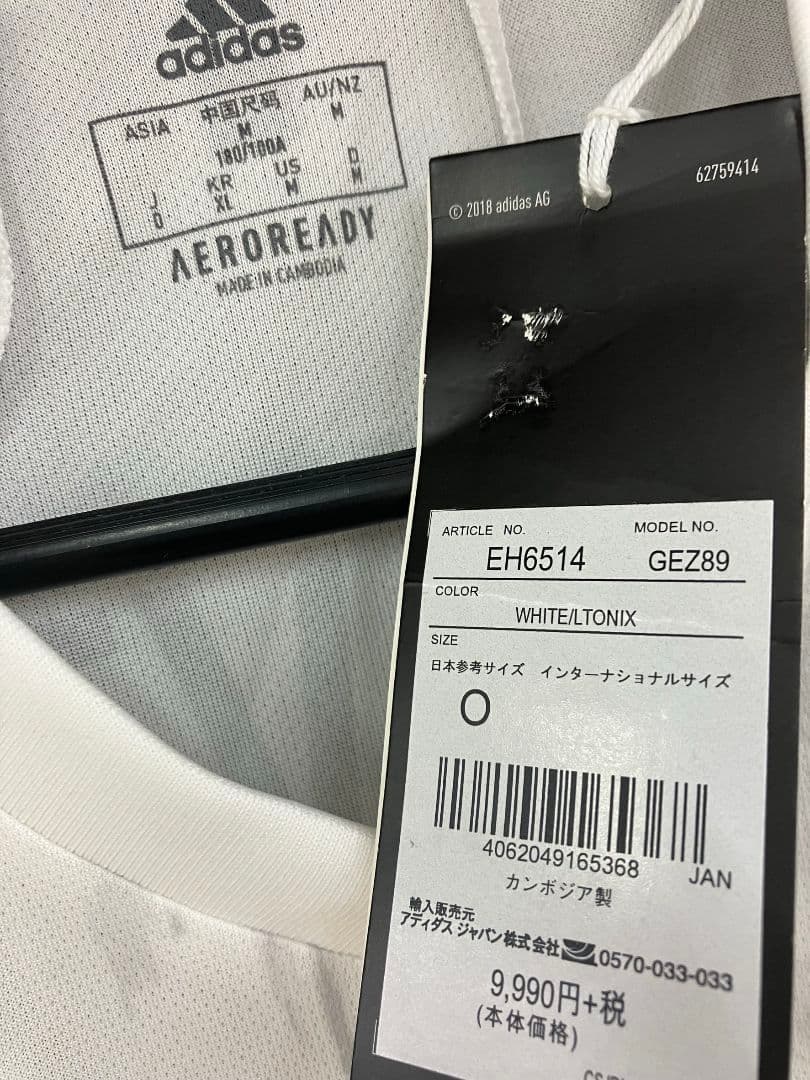 adidas
ASIA 中国尺码 AU/NZ
M M
180/100A
J KR US D
O XL M M
AEROREADY
MADE IN CAMBODIA
© 2018 adidas AG
62759414
ARTICLE NO. MODEL NO.
EH6514 GEZ89
COLOR
WHITE/LTONIX
SIZE
日本参考サイズ インターナショナルサイズ
O
4062049165368
JAN
カンボジア製
輸入販売元
アディダス ジャパン株式会社 0570-033-033
9,990円+税
(本体価格)